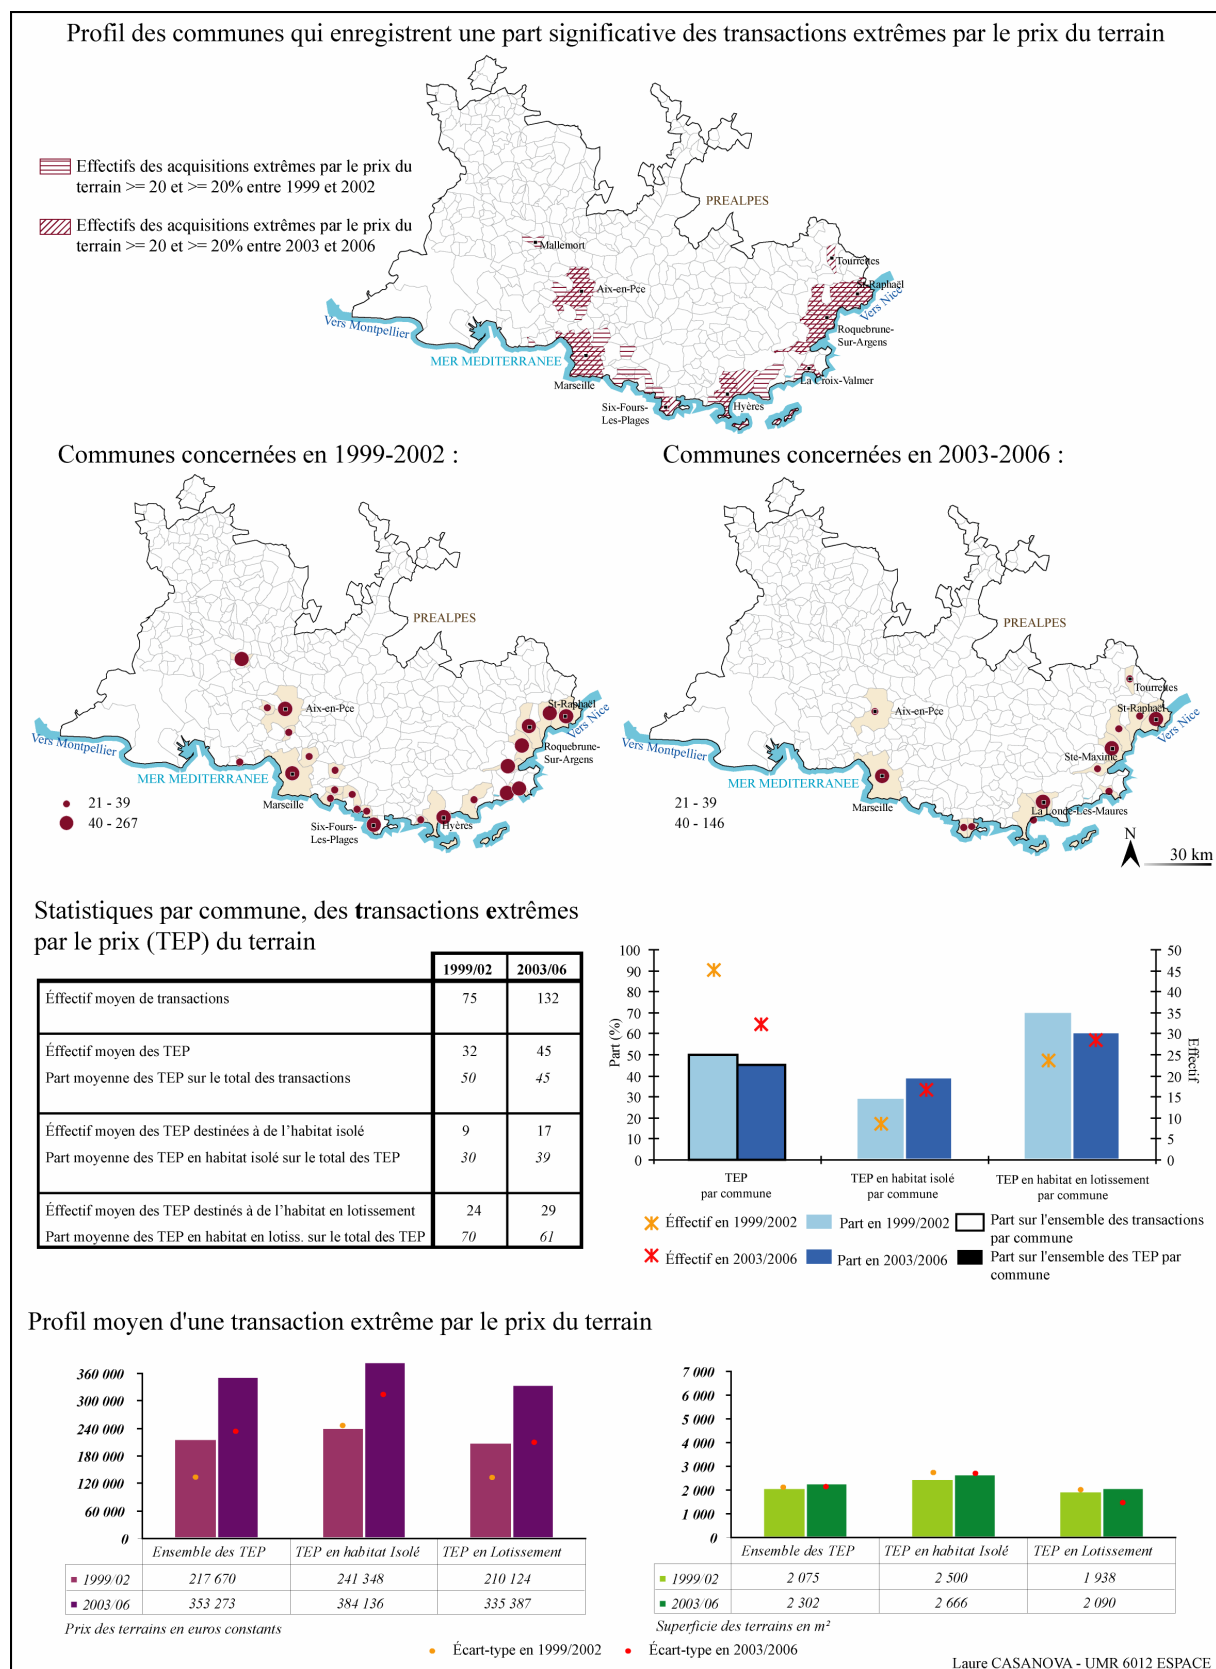 Profil des communes qui enregistrent une part significative des transactions extrêmes par le prix du terrain
Effectifs des acquisitions extrêmes par le prix du
terrain >= 20 et >= 20% entre 1999 et 2002
Effectifs des acquisitions extrêmes par le prix du
terrain >= 20 et >= 20% entre 2003 et 2006
PREALPES
Mallemort
Tourrettes
Aix-en-Pce
St-Raphaël
Vers Nice
Vers Montpellier
Roquebrune-
Sur-Argens
MER MEDITERRANEE
Marseille
La Croix-Valmer
Six-Fours-
Les-Plages
Hyères
Communes concernées en 1999-2002 :
Communes concernées en 2003-2006 :
PREALPES
Aix-en-Pce
St-Raphaël
Vers Nice
Vers Montpellier
Roquebrune-
Sur-Argens
MER MEDITERRANEE
Marseille
21 - 39
40 - 267
Six-Fours-
Les-Plages
Hyères
PREALPES
Tourrettes
Aix-en-Pce
St-Raphaël
Vers Nice
Vers Montpellier
Ste-Maxime
MER MEDITERRANEE
Marseille
21 - 39
40 - 146
La Londe-Les-Maures
N
30 km
Statistiques par commune, des transactions extrêmes
par le prix (TEP) du terrain
1999/02 2003/06
Éffectif moyen de transactions 75 132
Éffectif moyen des TEP 32 45
Part moyenne des TEP sur le total des transactions 50 45
Éffectif moyen des TEP destinées à de l'habitat isolé 9 17
Part moyenne des TEP en habitat isolé sur le total des TEP 30 39
Éffectif moyen des TEP destinés à de l'habitat en lotissement 24 29
Part moyenne des TEP en habitat en lotiss. sur le total des TEP 70 61
Part (%)
100
90
80
70
60
50
40
30
20
10
0
Effectif
50
45
40
35
30
25
20
15
10
5
0
TEP
par commune
TEP en habitat isolé
par commune
TEP en habitat en lotissement
par commune
Éffectif en 1999/2002
Part en 1999/2002
Part sur l'ensemble des transactions
par commune
Éffectif en 2003/2006
Part en 2003/2006
Part sur l'ensemble des TEP par
commune
Profil moyen d'une transaction extrême par le prix du terrain
360 000
300 000
240 000
180 000
120 000
60 000
0
Ensemble des TEP TEP en habitat Isolé TEP en Lotissement
1999/02 217 670 241 348 210 124
2003/06 353 273 384 136 335 387
Prix des terrains en euros constants
7 000
6 000
5 000
4 000
3 000
2 000
1 000
0
Ensemble des TEP TEP en habitat Isolé TEP en Lotissement
1999/02 2 075 2 500 1 938
2003/06 2 302 2 666 2 090
Superficie des terrains en m²
Écart-type en 1999/2002
Écart-type en 2003/2006
Laure CASANOVA - UMR 6012 ESPACE